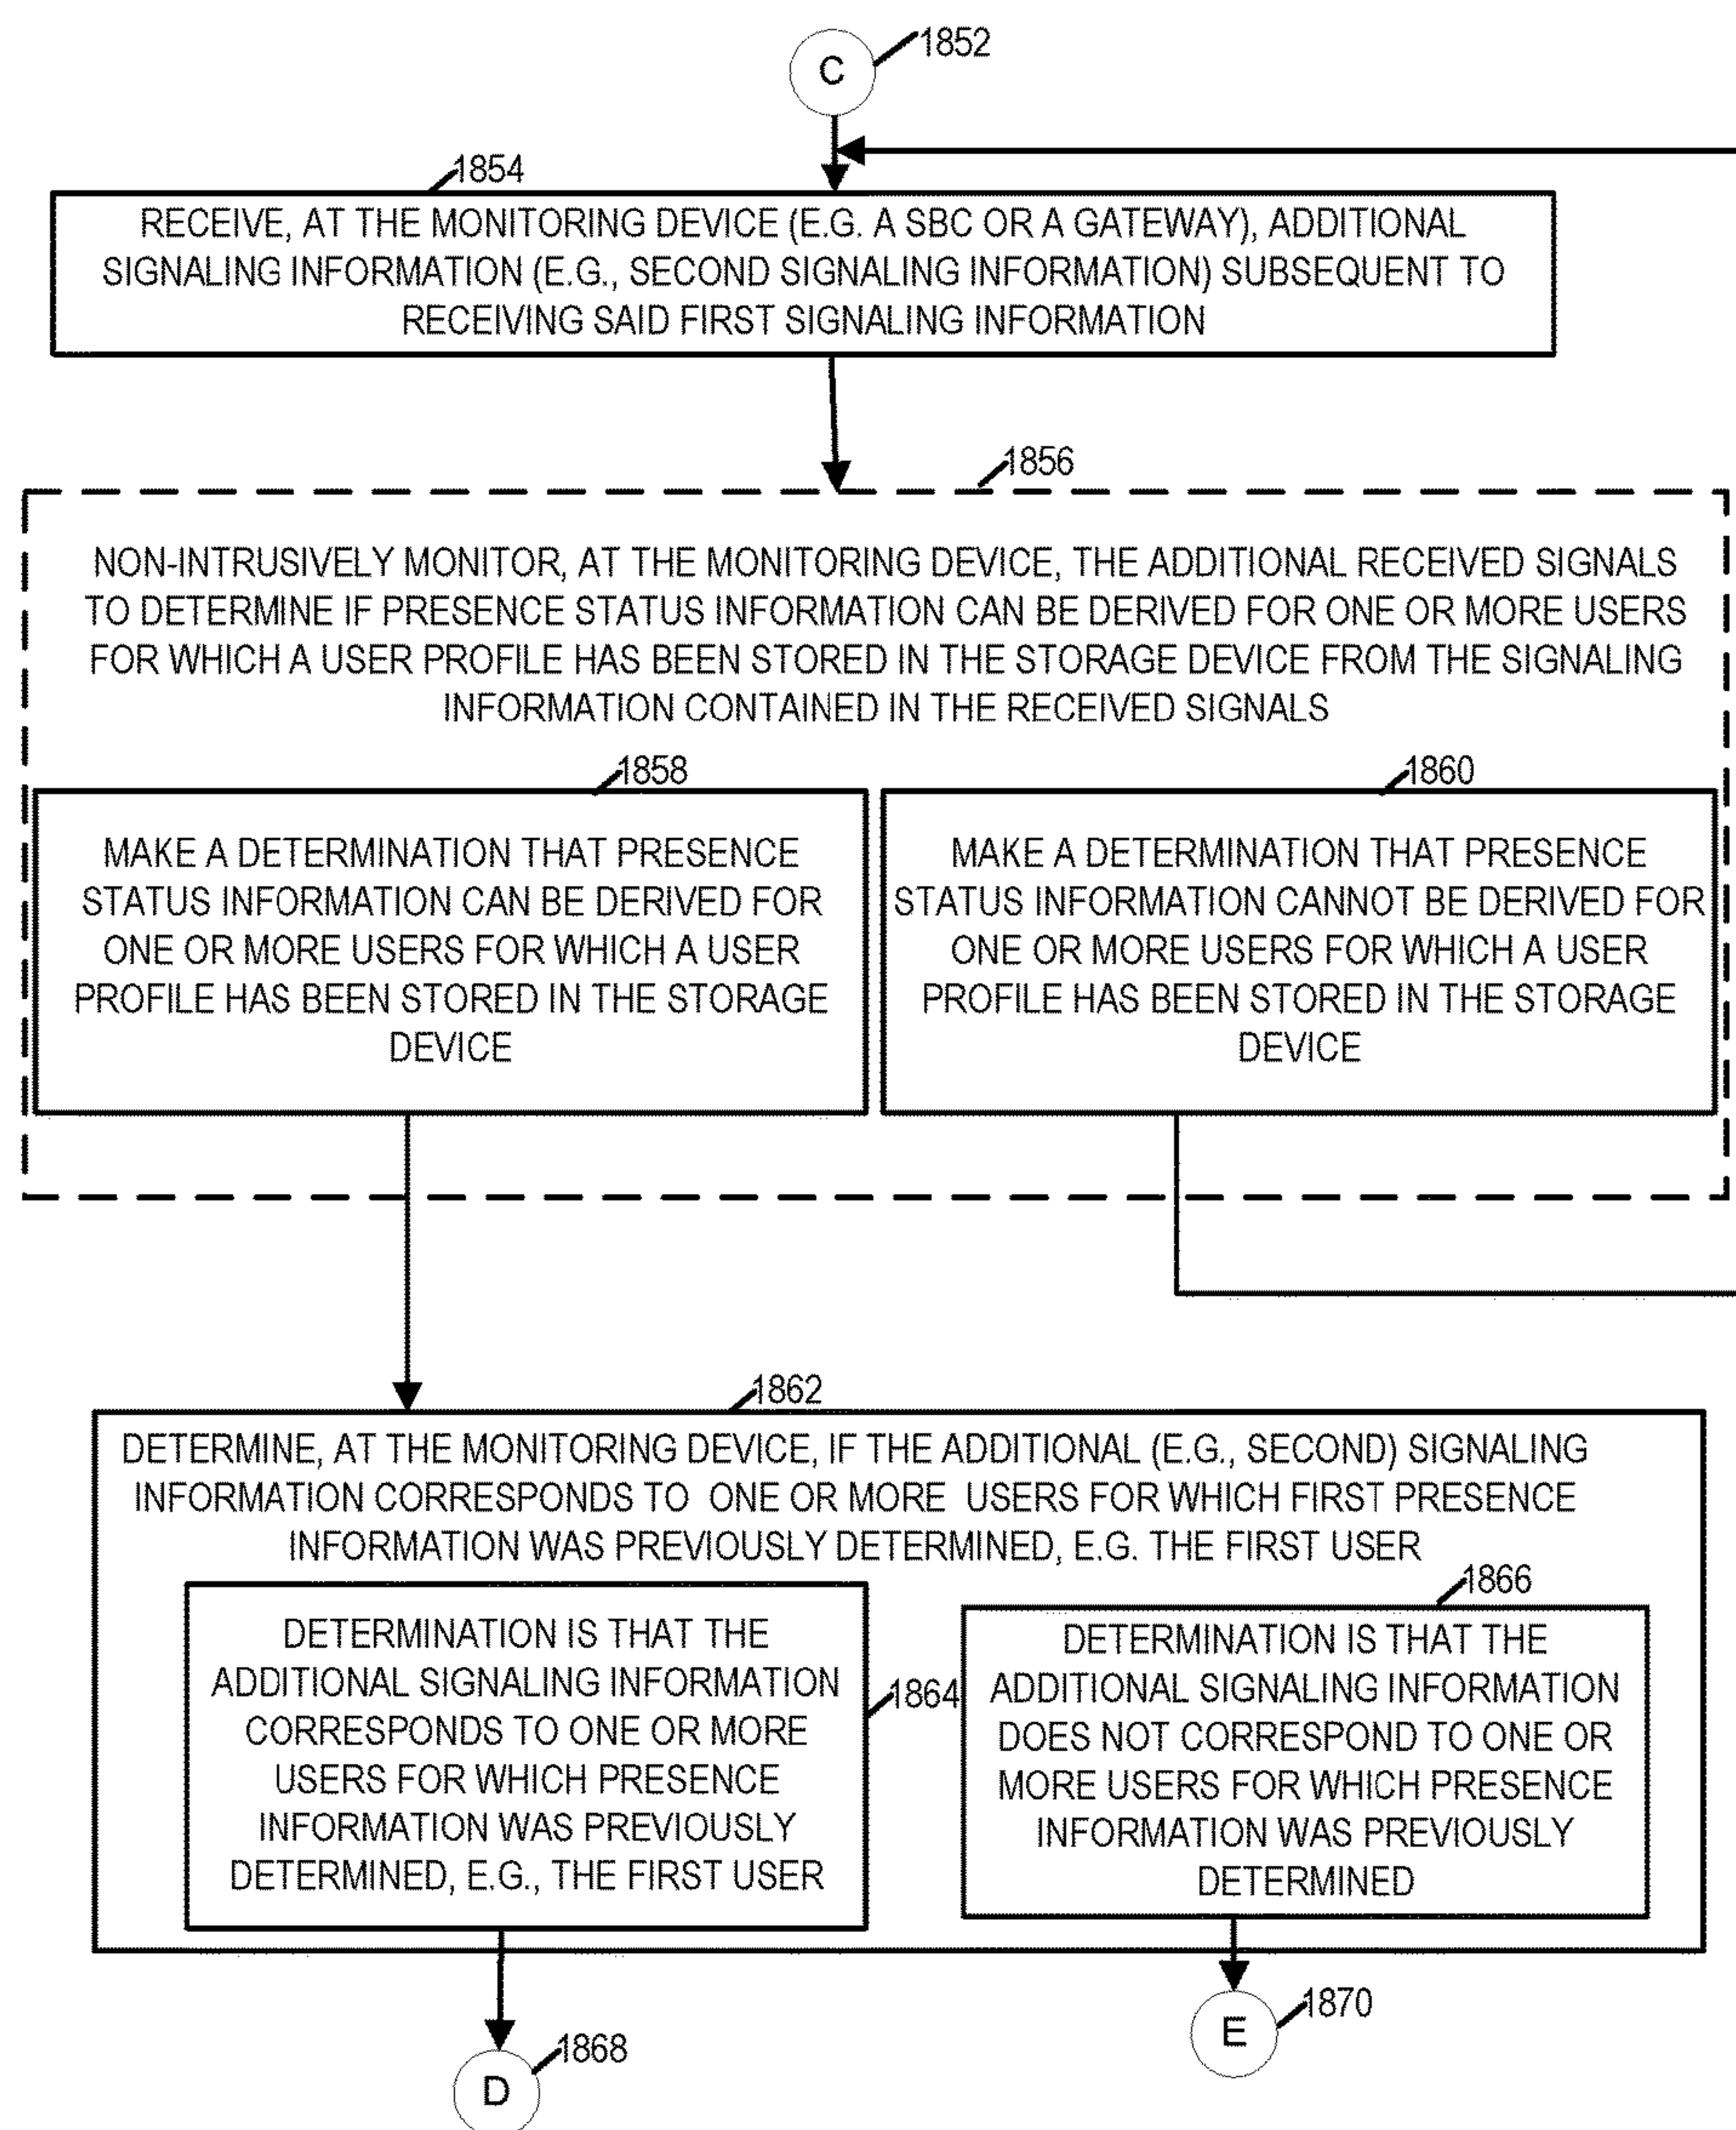 C
1852
1854
RECEIVE, AT THE MONITORING DEVICE (E.G. A SBC OR A GATEWAY), ADDITIONAL
SIGNALING INFORMATION (E.G., SECOND SIGNALING INFORMATION) SUBSEQUENT TO
RECEIVING SAID FIRST SIGNALING INFORMATION
1856
NON-INTRUSIVELY MONITOR, AT THE MONITORING DEVICE, THE ADDITIONAL RECEIVED SIGNALS
TO DETERMINE IF PRESENCE STATUS INFORMATION CAN BE DERIVED FOR ONE OR MORE USERS
FOR WHICH A USER PROFILE HAS BEEN STORED IN THE STORAGE DEVICE FROM THE SIGNALING
INFORMATION CONTAINED IN THE RECEIVED SIGNALS
1858
MAKE A DETERMINATION THAT PRESENCE
STATUS INFORMATION CAN BE DERIVED FOR
ONE OR MORE USERS FOR WHICH A USER
PROFILE HAS BEEN STORED IN THE STORAGE
DEVICE
1860
MAKE A DETERMINATION THAT PRESENCE
STATUS INFORMATION CANNOT BE DERIVED FOR
ONE OR MORE USERS FOR WHICH A USER
PROFILE HAS BEEN STORED IN THE STORAGE
DEVICE
1862
DETERMINE, AT THE MONITORING DEVICE, IF THE ADDITIONAL (E.G., SECOND) SIGNALING
INFORMATION CORRESPONDS TO ONE OR MORE USERS FOR WHICH FIRST PRESENCE
INFORMATION WAS PREVIOUSLY DETERMINED, E.G. THE FIRST USER
DETERMINATION IS THAT THE
ADDITIONAL SIGNALING INFORMATION
CORRESPONDS TO ONE OR MORE
USERS FOR WHICH PRESENCE
INFORMATION WAS PREVIOUSLY
DETERMINED, E.G., THE FIRST USER
1864
1866
DETERMINATION IS THAT THE
ADDITIONAL SIGNALING INFORMATION
DOES NOT CORRESPOND TO ONE OR
MORE USERS FOR WHICH PRESENCE
INFORMATION WAS PREVIOUSLY
DETERMINED
D
1868
E
1870